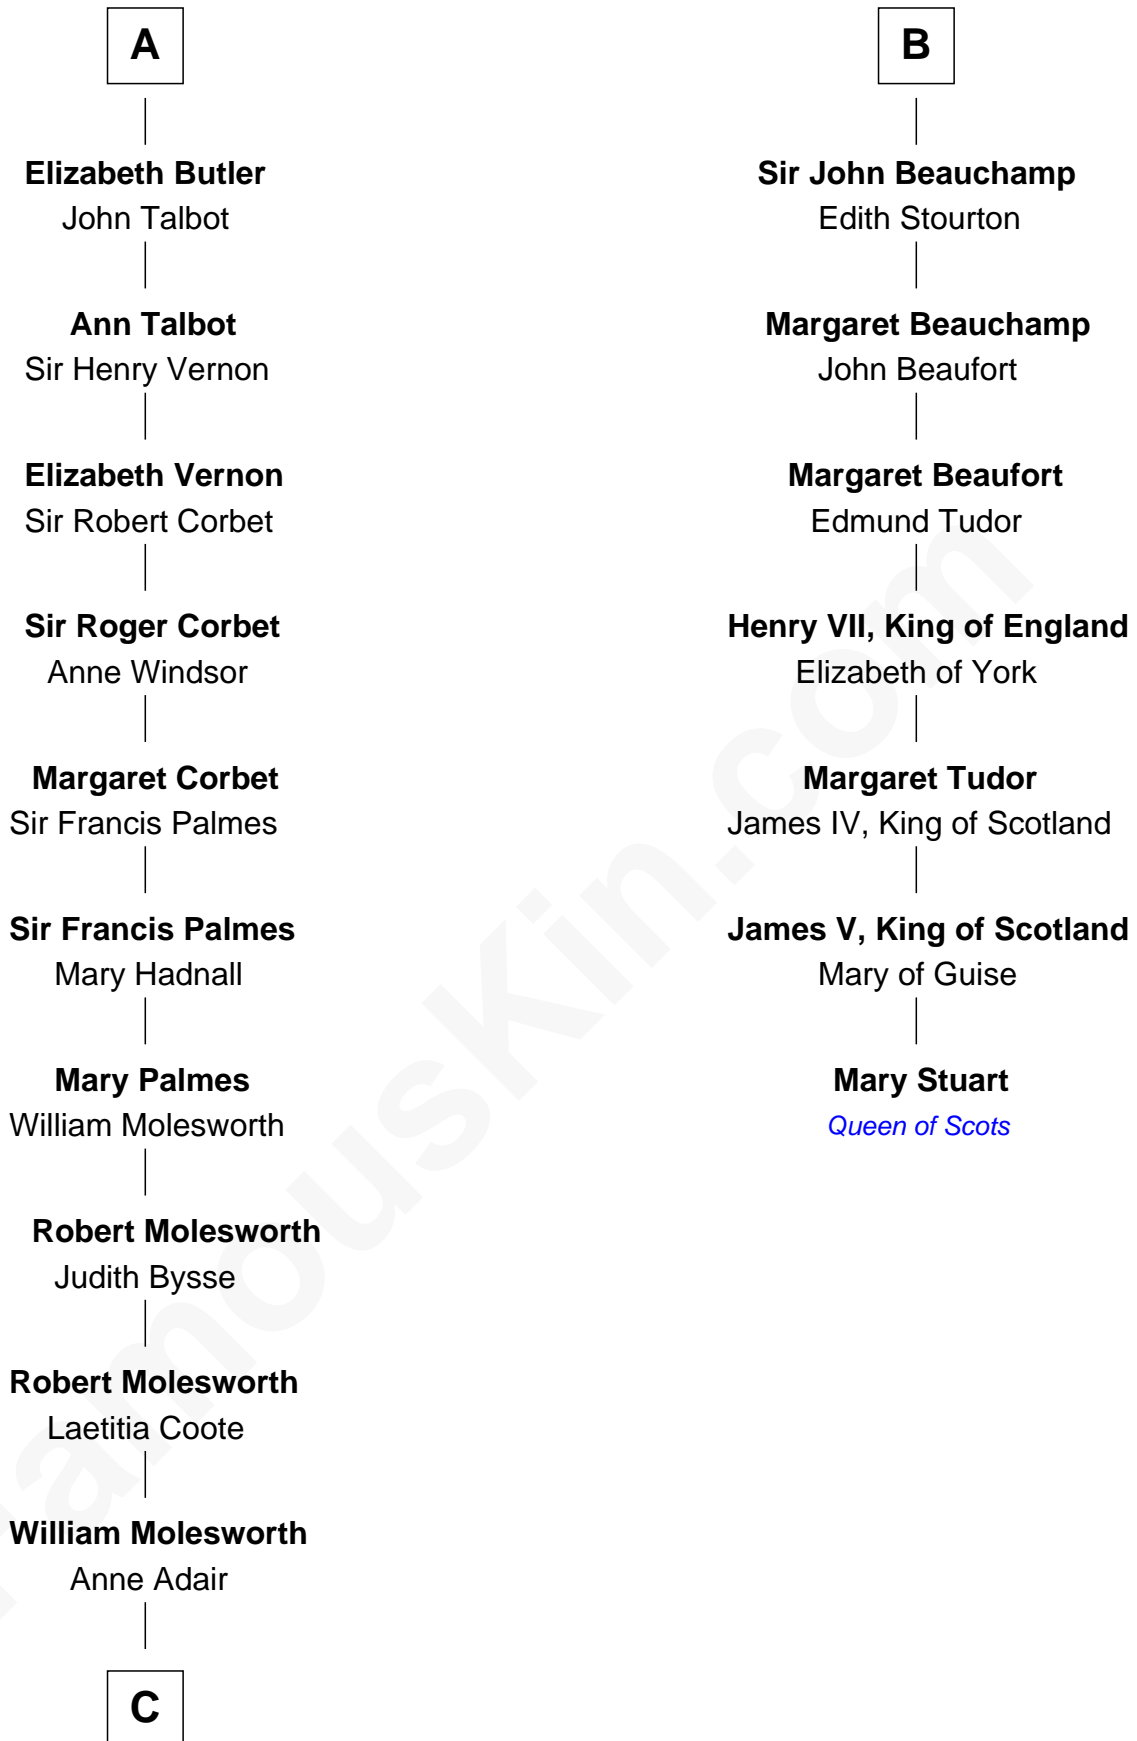 A
Elizabeth Butler
John Talbot
Ann Talbot
Sir Henry Vernon
Elizabeth Vernon
Sir Robert Corbet
Sir Roger Corbet
Anne Windsor
Margaret Corbet
Sir Francis Palmes
Sir Francis Palmes
Mary Hadnall
Mary Palmes
William Molesworth
Robert Molesworth
Judith Bysse
Robert Molesworth
Laetitia Coote
William Molesworth
Anne Adair
C
B
Sir John Beauchamp
Edith Stourton
Margaret Beauchamp
John Beaufort
Margaret Beaufort
Edmund Tudor
Henry VII, King of England
Elizabeth of York
Margaret Tudor
James IV, King of Scotland
James V, King of Scotland
Mary of Guise
Mary Stuart
Queen of Scots
FamousKin.com